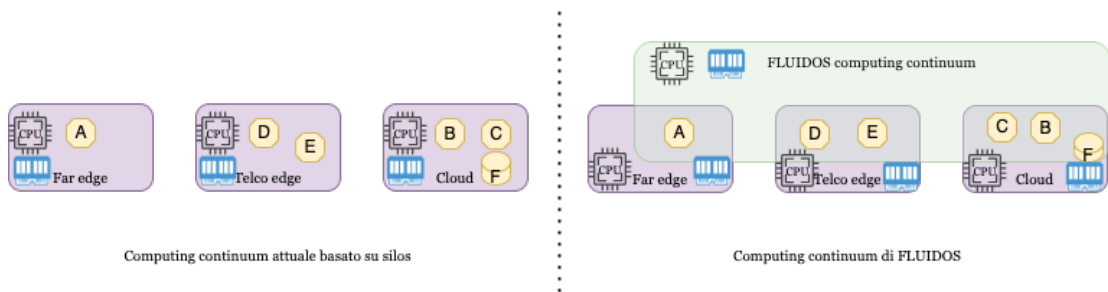 CPU
A
Far edge
CPU
D
E
Telco edge
CPU
B
C
F
Cloud
Computing continuum attuale basato su silos
CPU
FLUIDOS computing continuum
A
CPU
Far edge
D
E
CPU
Telco edge
C
B
F
CPU
Cloud
Computing continuum di FLUIDOS